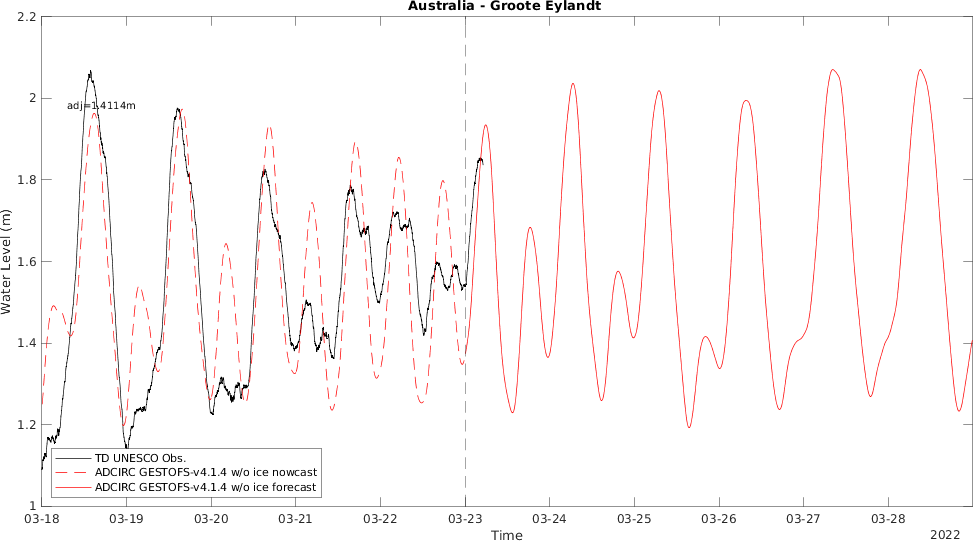 Australia - Groote Eylandt
2.2
2
1.8
1.6
1.4
1.2
1
Water Level (m)
adj=1.4114m
TD UNESCO Obs.
ADCIRC GESTOFS-v4.1.4 w/o ice nowcast
ADCIRC GESTOFS-v4.1.4 w/o ice forecast
03-18 03-19 03-20 03-21 03-22 03-23 03-24 03-25 03-26 03-27 03-28
Time
2022